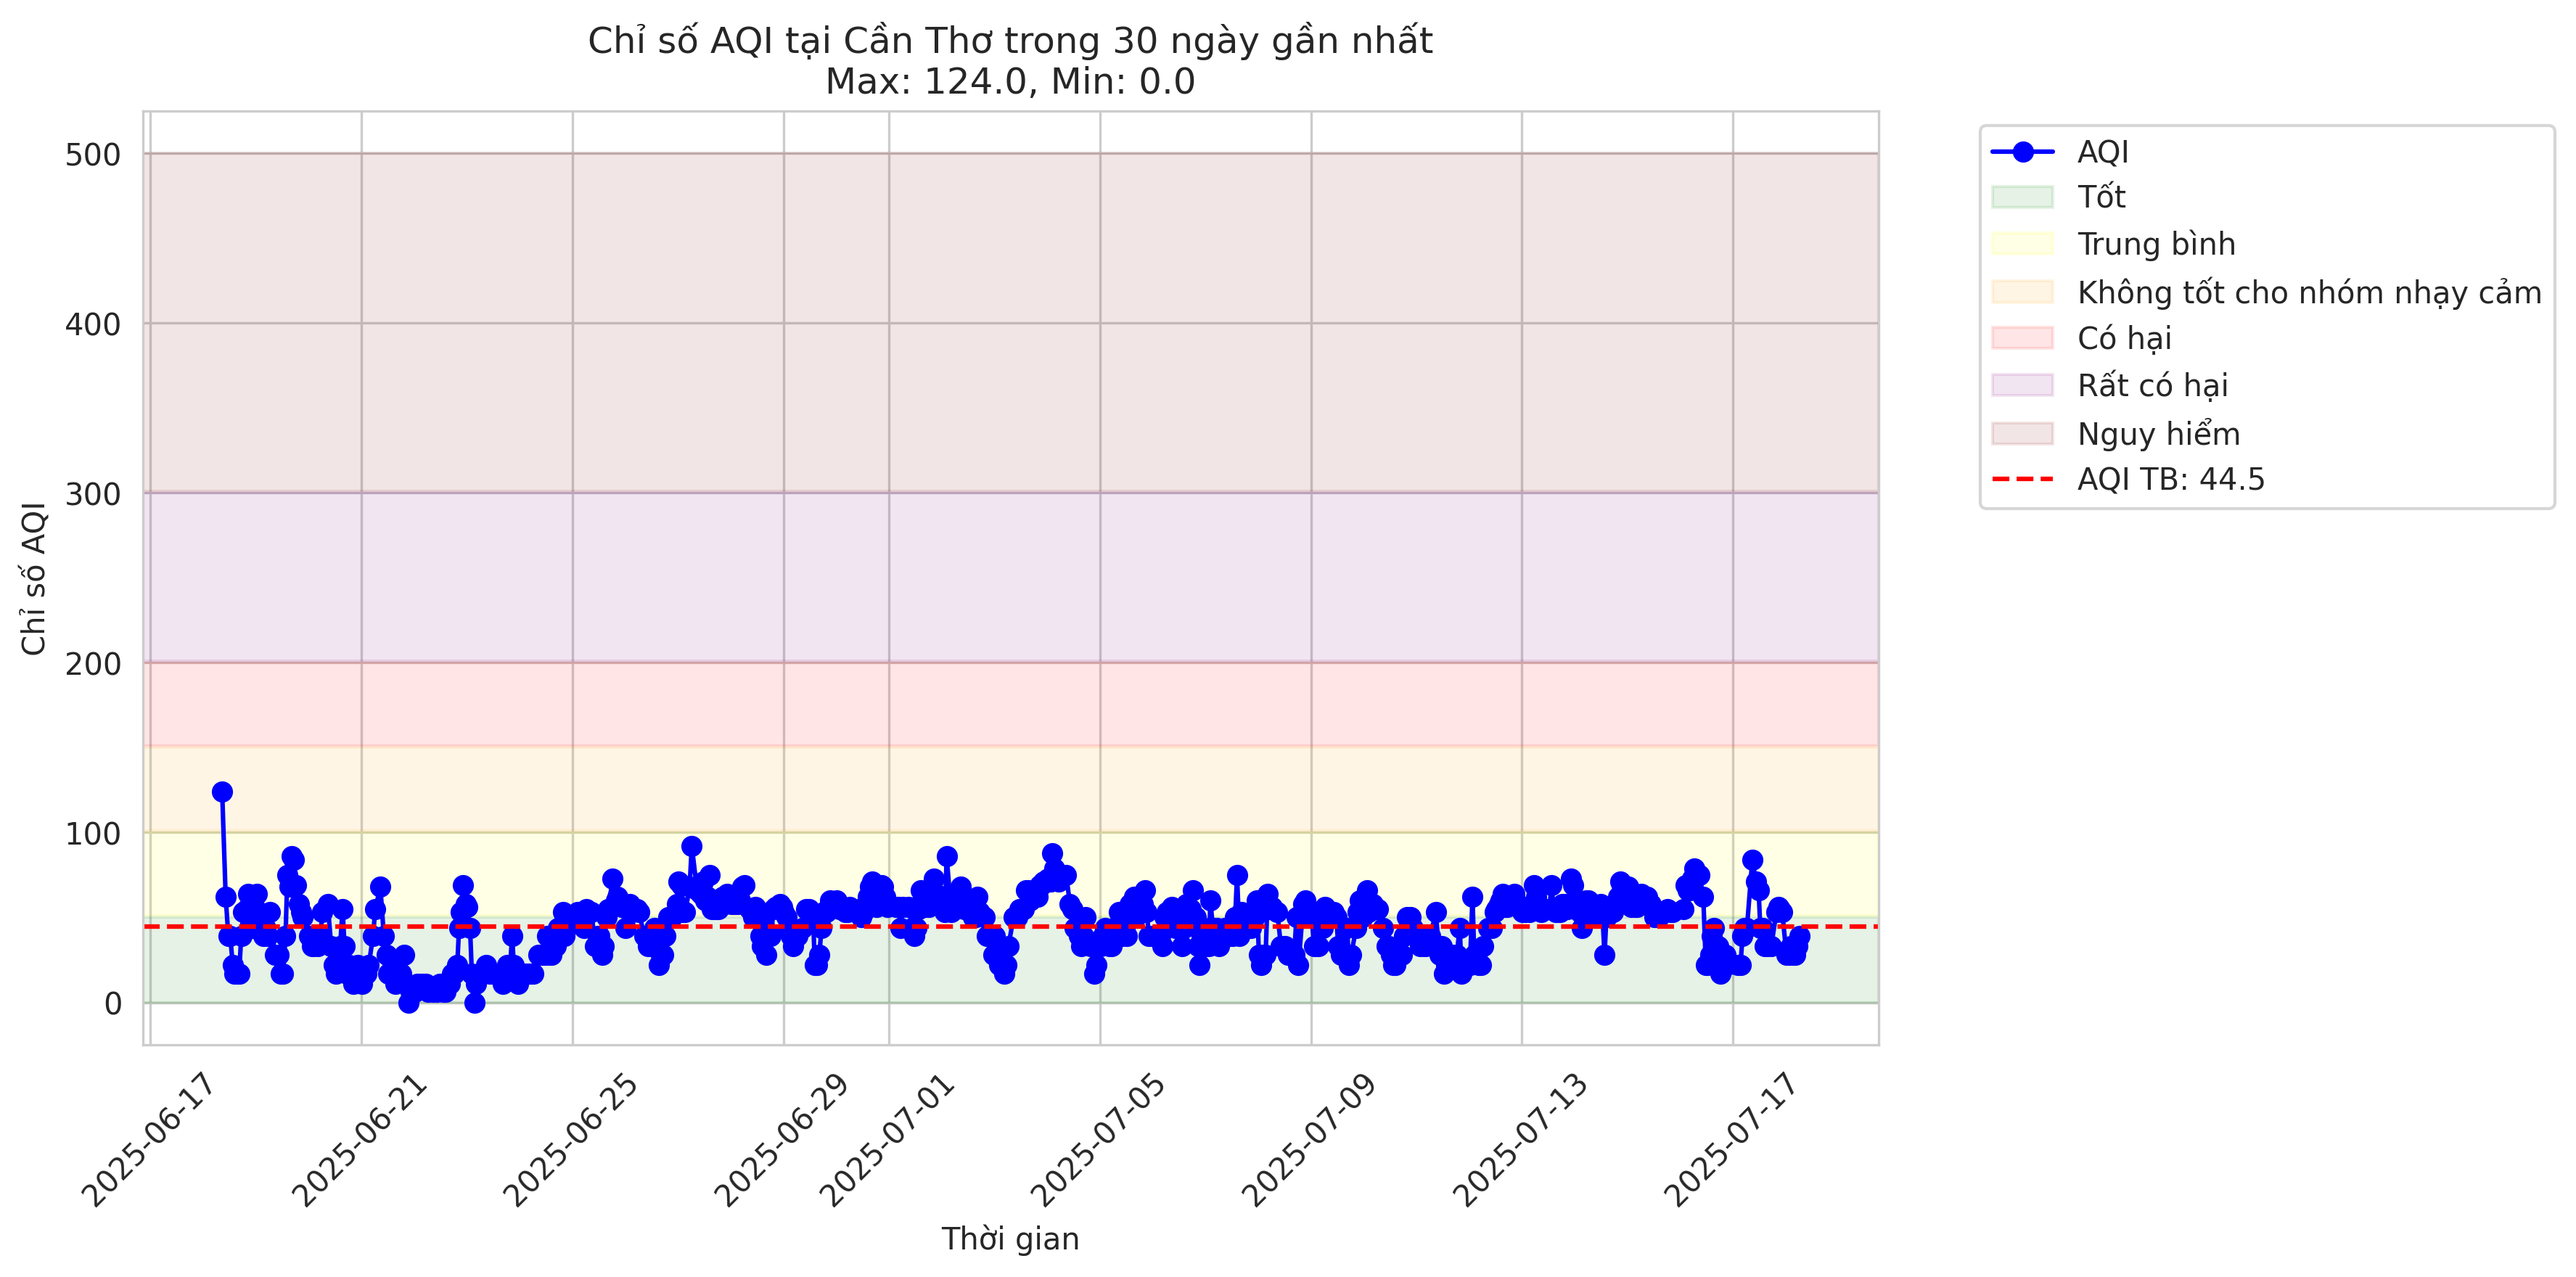 Chỉ số AQI tại Cần Thơ trong 30 ngày gần nhất
Max: 124.0, Min: 0.0
Chỉ số AQI
500
400
300
200
100
0
2025-06-17
2025-06-21
2025-06-25
2025-06-29
2025-07-01
2025-07-05
2025-07-09
2025-07-13
2025-07-17
Thời gian
AQI
Tốt
Trung bình
Không tốt cho nhóm nhạy cảm
Có hại
Rất có hại
Nguy hiểm
AQI TB: 44.5